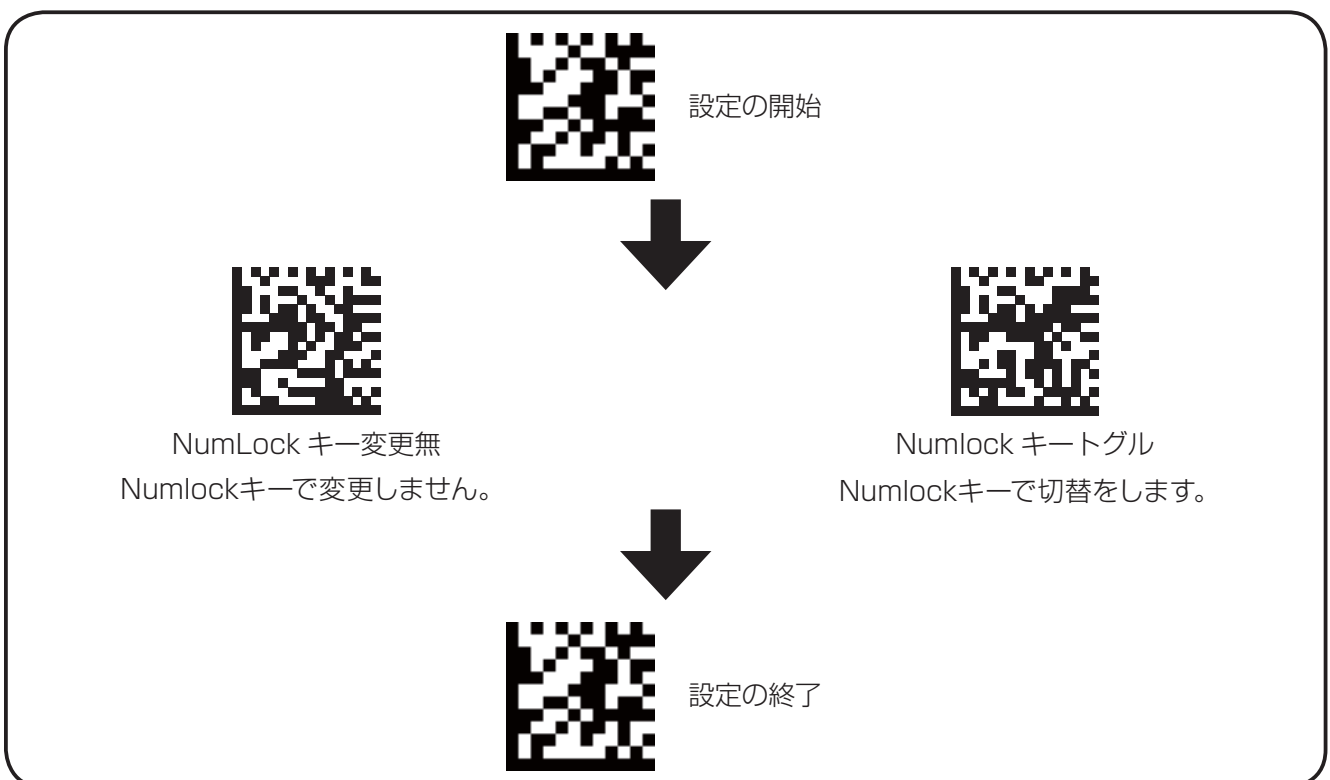 設定の開始
NumLock キー変更無
Numlockキーで変更しません。
Numlock キートグル
Numlockキーで切替をします。
設定の終了